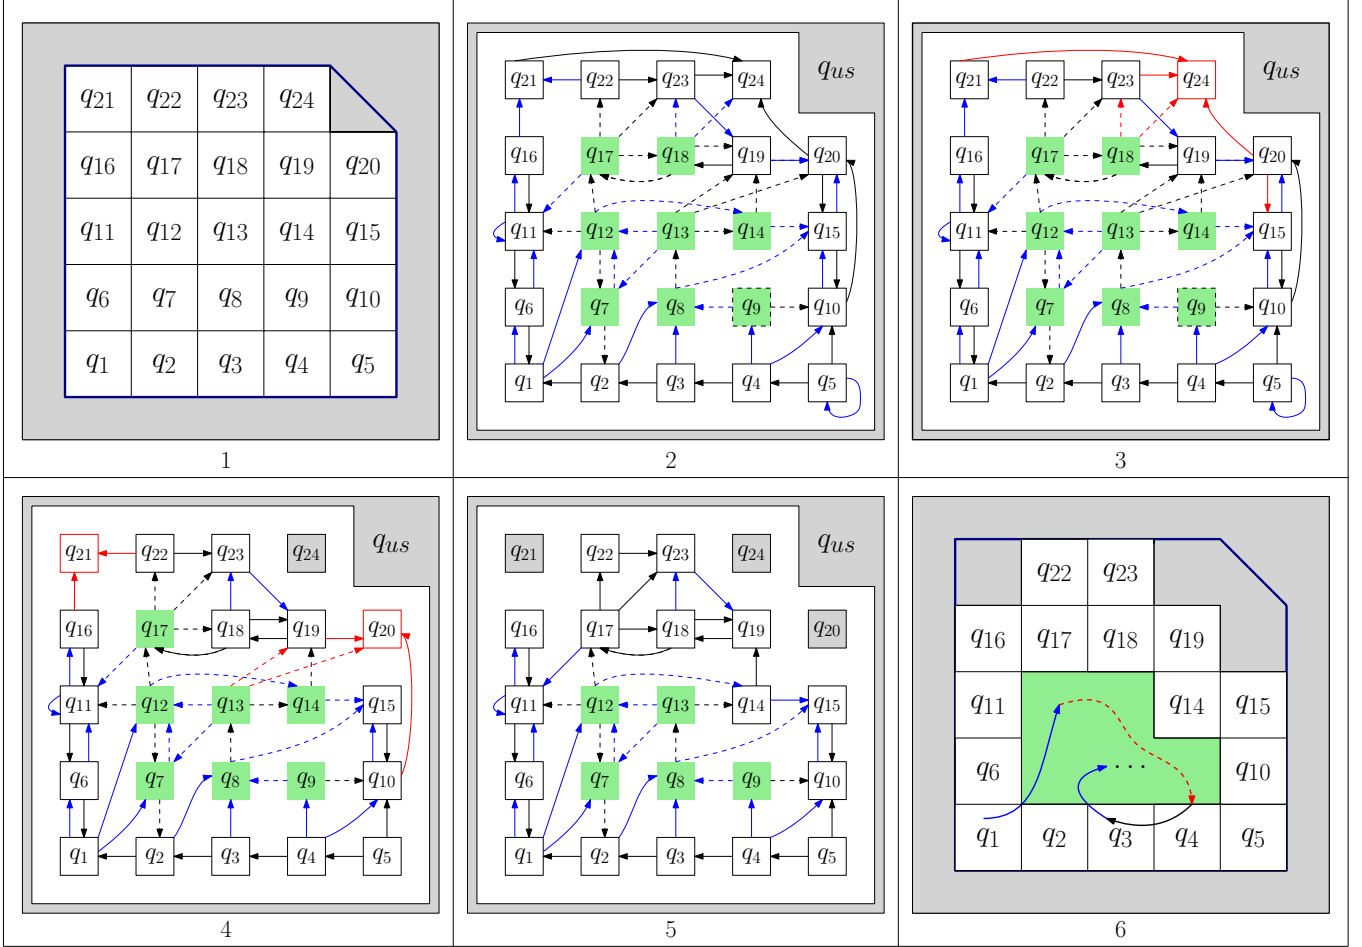 q21 q22 q23 q24
q16 q17 q18 q19 q20
q11 q12 q13 q14 q15
q6 q7 q8 q9 q10
q1 q2 q3 q4 q5
1
q21 q22 q23 q24 qus
q16 q17 q18 q19 q20
q11 q12 q13 q14 q15
q6 q7 q8 q9 q10
q1 q2 q3 q4 q5
2
q21 q22 q23 q24 qus
q16 q17 q18 q19 q20
q11 q12 q13 q14 q15
q6 q7 q8 q9 q10
q1 q2 q3 q4 q5
3
q21 q22 q23 q24 qus
q16 q17 q18 q19 q20
q11 q12 q13 q14 q15
q6 q7 q8 q9 q10
q1 q2 q3 q4 q5
4
q21 q22 q23 q24 qus
q16 q17 q18 q19 q20
q11 q12 q13 q14 q15
q6 q7 q8 q9 q10
q1 q2 q3 q4 q5
5
q22 q23
q16 q17 q18 q19
q11 q14 q15
q6 ... q10
q1 q2 q3 q4 q5
6